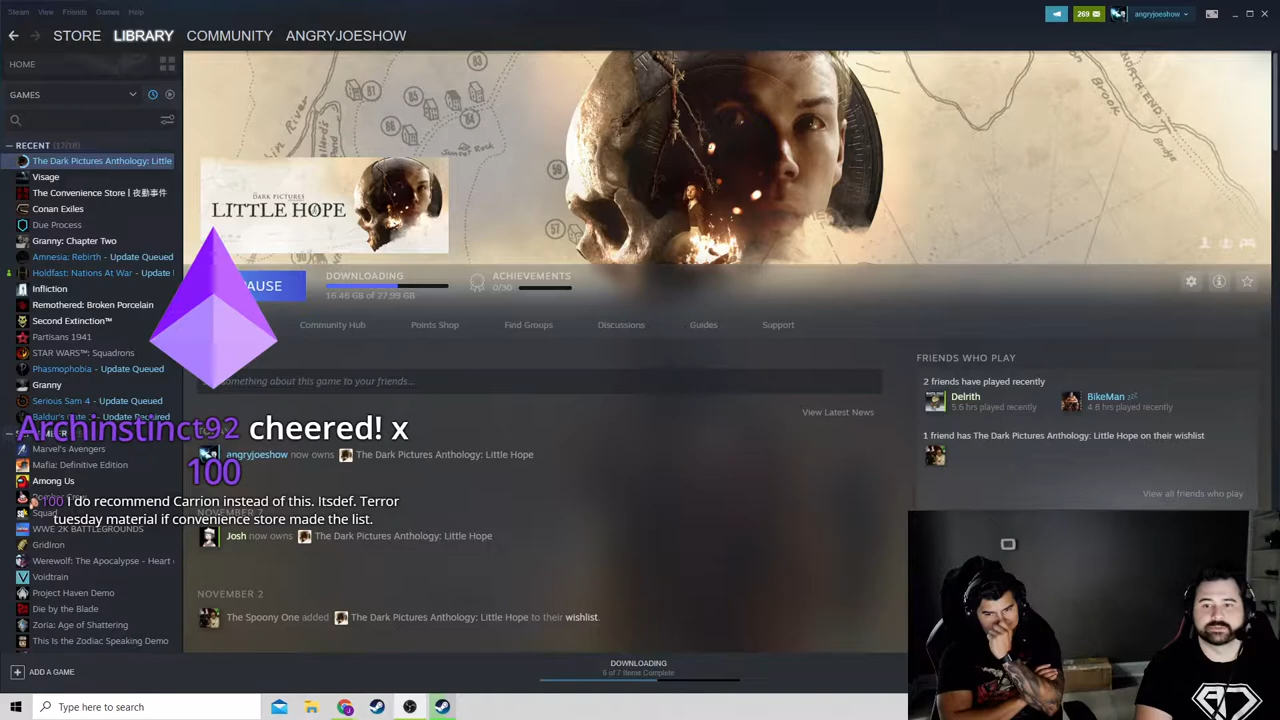 Steam View Friends Games Help
269
angryjoeshow
STORE LIBRARY COMMUNITY ANGRYJOESHOW
HOME
GAMES
RECENT
The Dark Pictures Anthology: Little
Visage
The Convenience Store | 夜勤事件
Conan Exiles
Due Process
Granny: Chapter Two
Amnesia: Rebirth - Update Queued
Holdfast: Nations At War - Update
Infliction
Remothered: Broken Porcelain
Second Extinction™
Partisans 1941
STAR WARS™: Squadrons
Phasmophobia - Update Queued
Granny
Serious Sam 4 - Update Queued
Marvel's Avengers
Mafia: Definitive Edition
Among Us
Squad
WWE 2K BATTLEGROUNDS
GridIron
Werewolf: The Apocalypse - Heart
Voidtrain
Project Haven Demo
Die by the Blade
Zoria: Age of Shattering
This Is the Zodiac Speaking Demo
ADD A GAME
THE DARK PICTURES
LITTLE HOPE
AUSE
DOWNLOADING
16.46 GB of 27.99 GB
ACHIEVEMENTS
0/30
Community Hub Points Shop Find Groups Discussions Guides Support
something about this game to your friends...
View Latest News
Archinstinct92 cheered! x
100
100 I do recommend Carrion instead of this. Itsdef. Terror
tuesday material if convenience store made the list.
angryjoeshow now owns The Dark Pictures Anthology: Little Hope
Josh now owns The Dark Pictures Anthology: Little Hope
NOVEMBER 2
The Spoony One added The Dark Pictures Anthology: Little Hope to their wishlist.
FRIENDS WHO PLAY
2 friends have played recently
Delrith
5.6 hrs played recently
BikeMan
4.8 hrs played recently
1 friend has The Dark Pictures Anthology: Little Hope on their wishlist
View all friends who play
DOWNLOADING
6 of 7 Items Complete
Type here to search